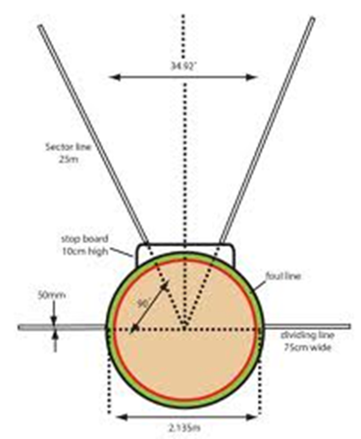 34.92°
Sector line
25m
stop board
10cm high
foul line
50mm
90°
dividing line
75cm wide
2.135m